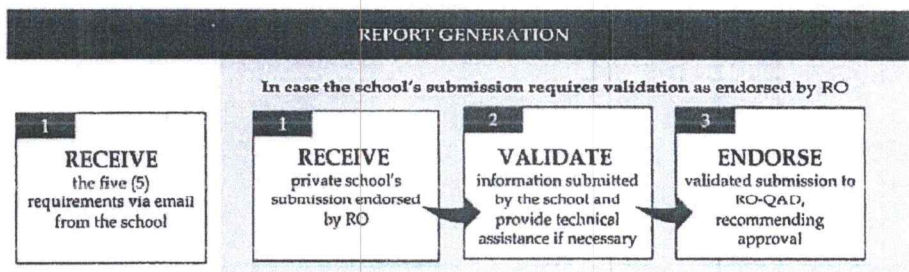 REPORT GENERATION
In case the school's submission requires validation as endorsed by RO
1
RECEIVE
the five (5)
requirements via email
from the school
1
RECEIVE
private school's
submission endorsed
by RO
2
VALIDATE
information submitted
by the school and
provide technical
assistance if necessary
3
ENDORSE
validated submission to
RO-QAD,
recommending
approval